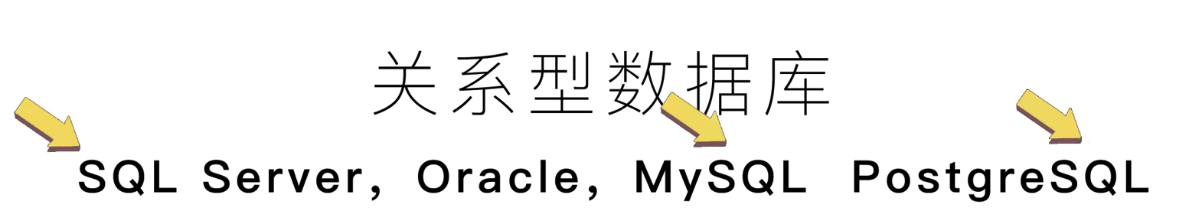 关系型数据库
SQL Server，Oracle，MySQL PostgreSQL